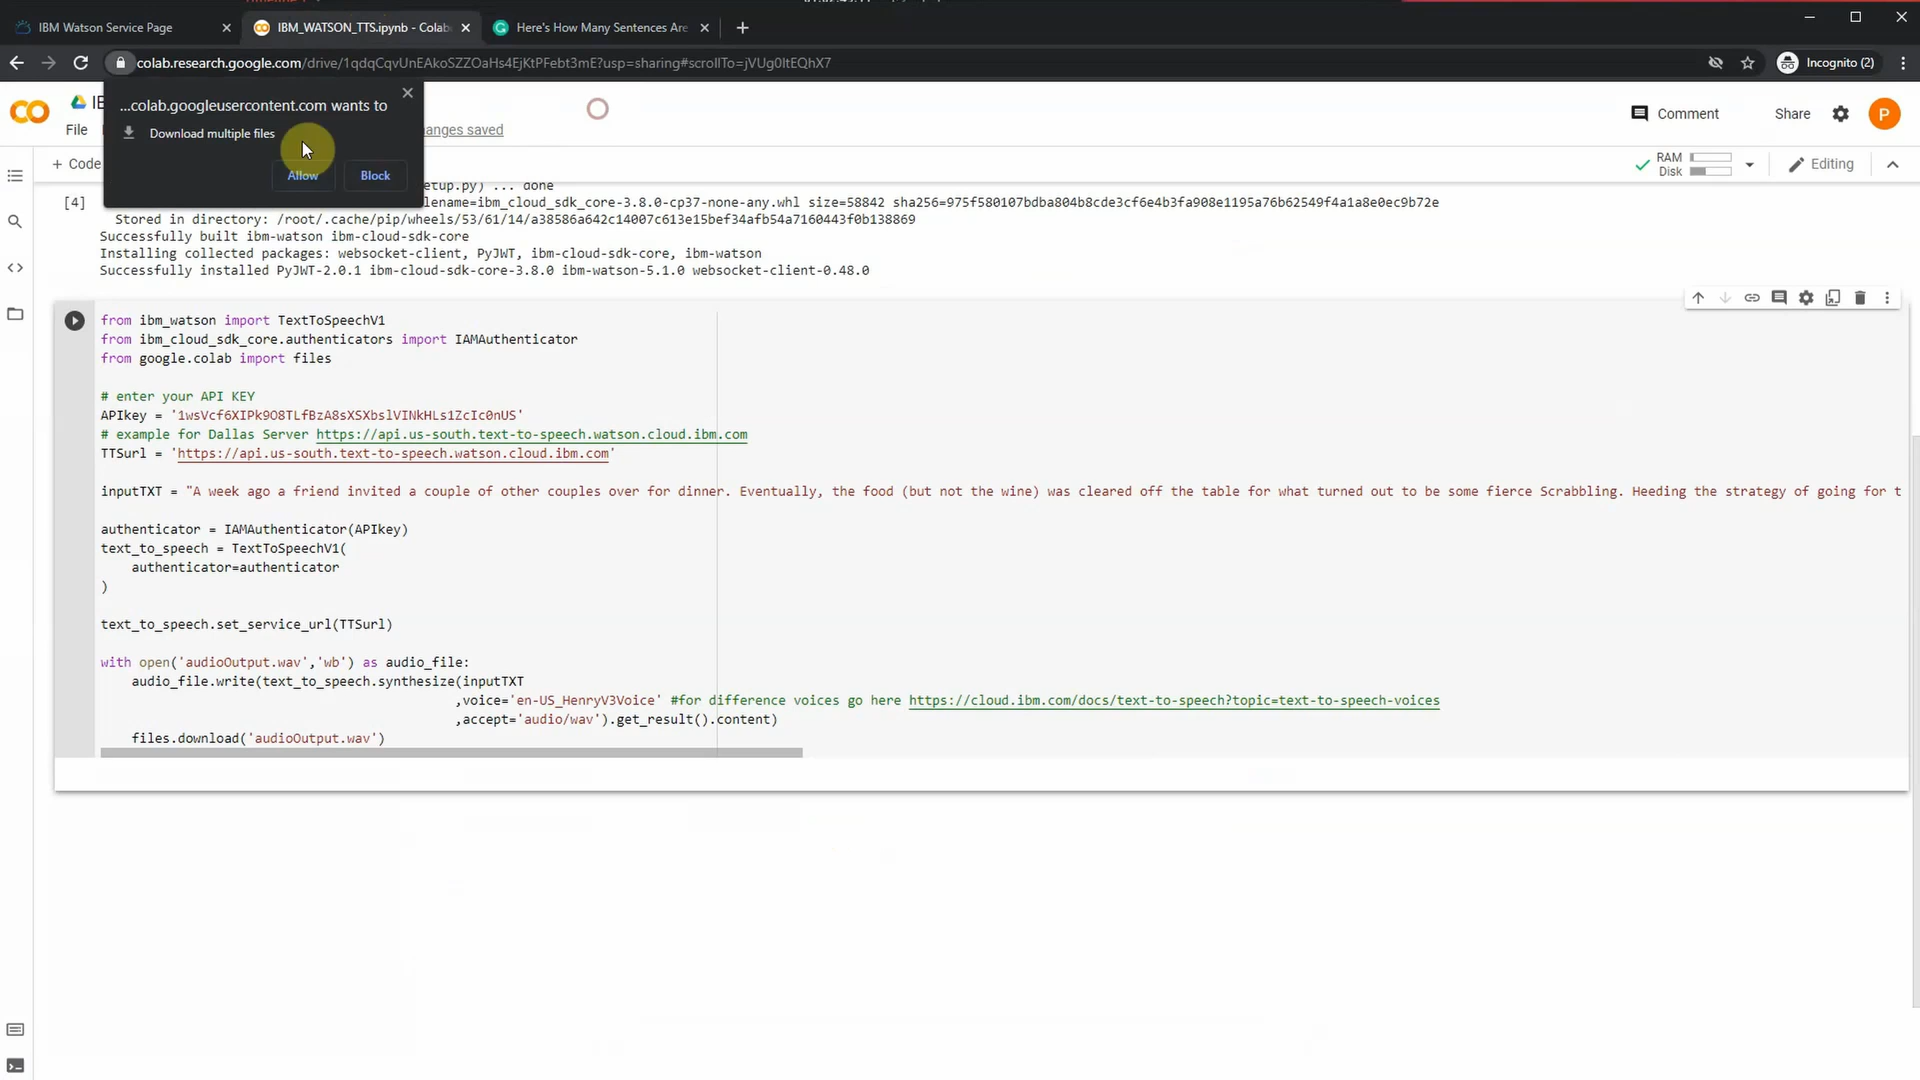 IBM Watson Service Page
IBM_WATSON_TTS.ipynb - Colab
Here's How Many Sentences Are
colab.research.google.com/drive/1qdqCqvUnEAkoSZZOaHs4EjKtPFebt3mE?usp=sharing#scrollTo=jVUg0ItEQhX7
Incognito (2)
...colab.googleusercontent.com wants to
Download multiple files
Allow Block
File
anges saved
Comment
Share
P
+ Code
RAM
Disk
Editing
[4]
etup.py) ... done
lename=ibm_cloud_sdk_core-3.8.0-cp37-none-any.whl size=58842 sha256=975f580107bdba804b8cde3cf6e4b3fa908e1195a76b62549f4a1a8e0ec9b72e
Stored in directory: /root/.cache/pip/wheels/53/61/14/a38586a642c14007c613e15bef34afb54a7160443f0b138869
Successfully built ibm-watson ibm-cloud-sdk-core
Installing collected packages: websocket-client, PyJWT, ibm-cloud-sdk-core, ibm-watson
Successfully installed PyJWT-2.0.1 ibm-cloud-sdk-core-3.8.0 ibm-watson-5.1.0 websocket-client-0.48.0
from ibm_watson import TextToSpeechV1
from ibm_cloud_sdk_core.authenticators import IAMAuthenticator
from google.colab import files
# enter your API KEY
APIkey = '1wsVcf6XIPk9O8TLfBzA8sXSXbslVINkHLs1ZcIc0nUS'
# example for Dallas Server https://api.us-south.text-to-speech.watson.cloud.ibm.com
TTSurl = 'https://api.us-south.text-to-speech.watson.cloud.ibm.com'
inputTXT = "A week ago a friend invited a couple of other couples over for dinner. Eventually, the food (but not the wine) was cleared off the table for what turned out to be some fierce Scrabbling. Heeding the strategy of going for t
authenticator = IAMAuthenticator(APIkey)
text_to_speech = TextToSpeechV1(
authenticator=authenticator
)
text_to_speech.set_service_url(TTSurl)
with open('audioOutput.wav','wb') as audio_file:
audio_file.write(text_to_speech.synthesize(inputTXT
,voice='en-US_HenryV3Voice' #for difference voices go here https://cloud.ibm.com/docs/text-to-speech?topic=text-to-speech-voices
,accept='audio/wav').get_result().content)
files.download('audioOutput.wav')